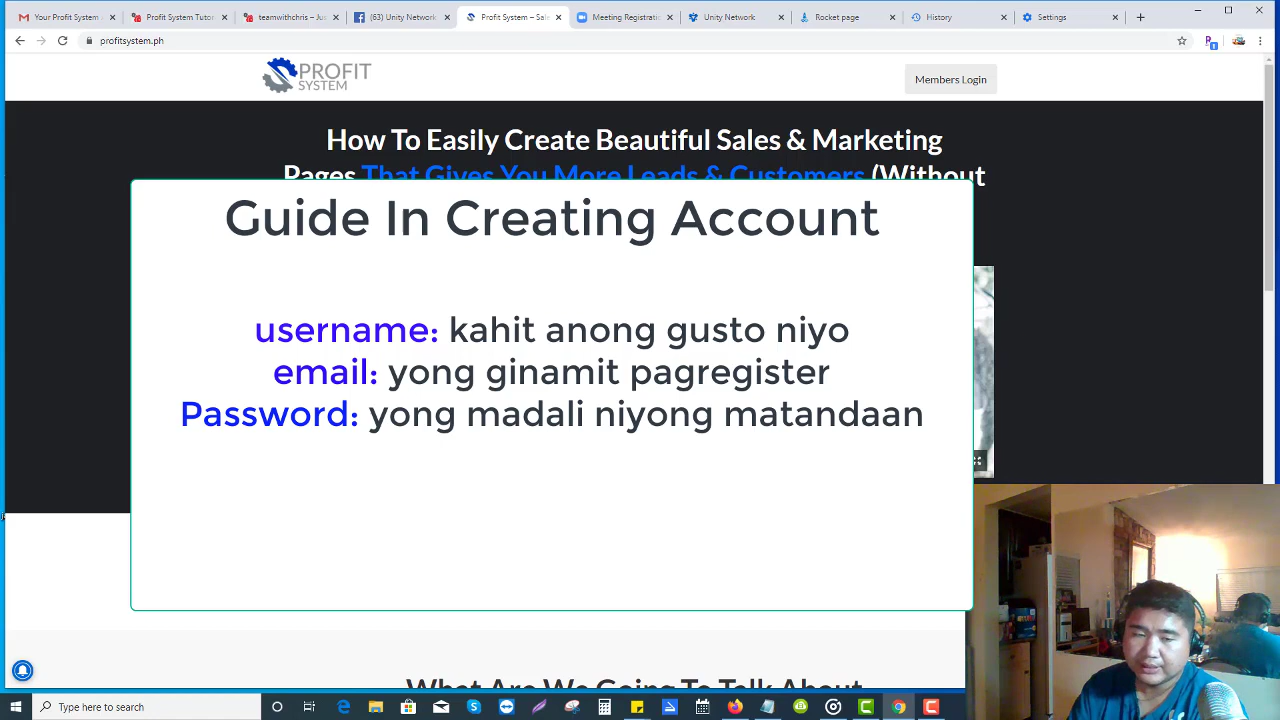 Your Profit System
Profit System Tutor
teamwithchris - Jus
(63) Unity Network
Profit System – Sale
Meeting Registratio
Unity Network
Rocket page
History
Settings
profitsystem.ph
PROFIT
SYSTEM
Members Login
How To Easily Create Beautiful Sales & Marketing
Pages That Gives You More Leads & Customers (Without
Guide In Creating Account
username: kahit anong gusto niyo
email: yong ginamit pagregister
Password: yong madali niyong matandaan
What Are We Going To Talk About
Type here to search